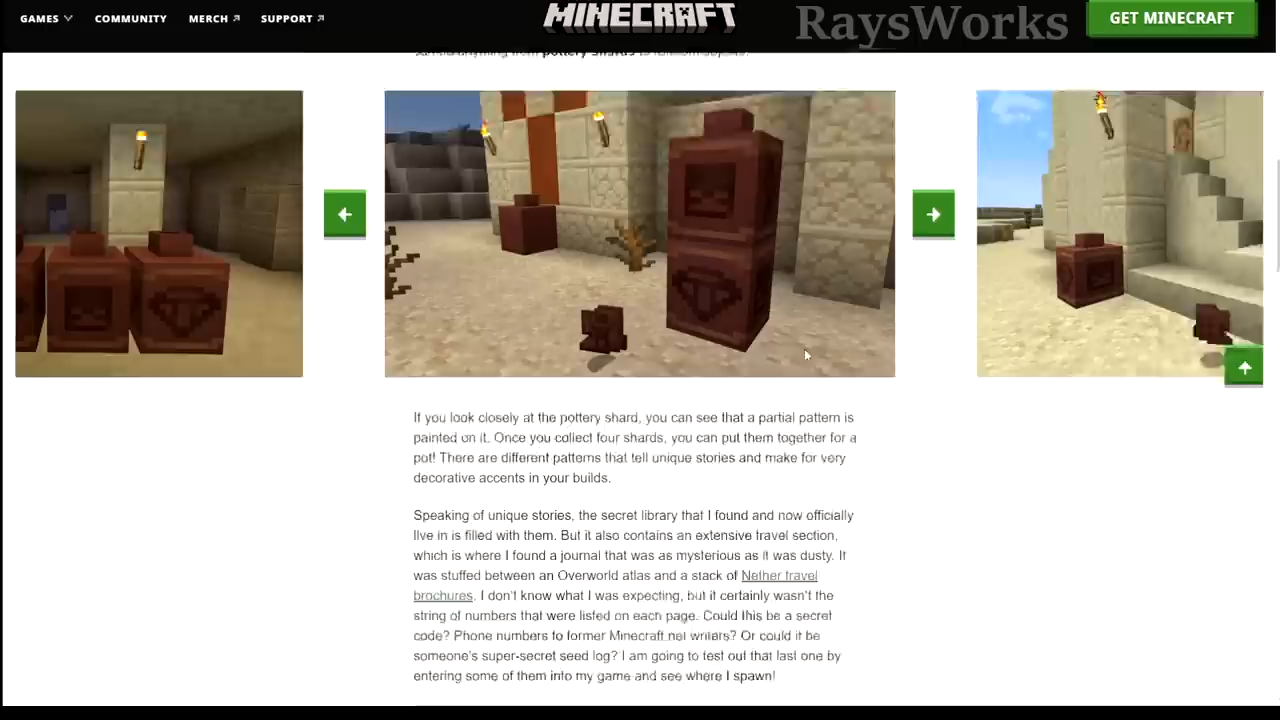 GAMES COMMUNITY MERCH SUPPORT MINECRAFT RaysWorks GET MINECRAFT
If you look closely at the pottery shard, you can see that a partial pattern is
painted on it. Once you collect four shards, you can put them together for a
pot! There are different patterns that tell unique stories and make for very
decorative accents in your builds.
Speaking of unique stories, the secret library that I found and now officially
live in is filled with them. But it also contains an extensive travel section,
which is where I found a journal that was as mysterious as it was dusty. It
was stuffed between an Overworld atlas and a stack of Nether travel
brochures. I don't know what I was expecting, but it certainly wasn't the
string of numbers that were listed on each page. Could this be a secret
code? Phone numbers to former Minecraft.net writers? Or could it be
someone's super-secret seed log? I am going to test out that last one by
entering some of them into my game and see where I spawn!